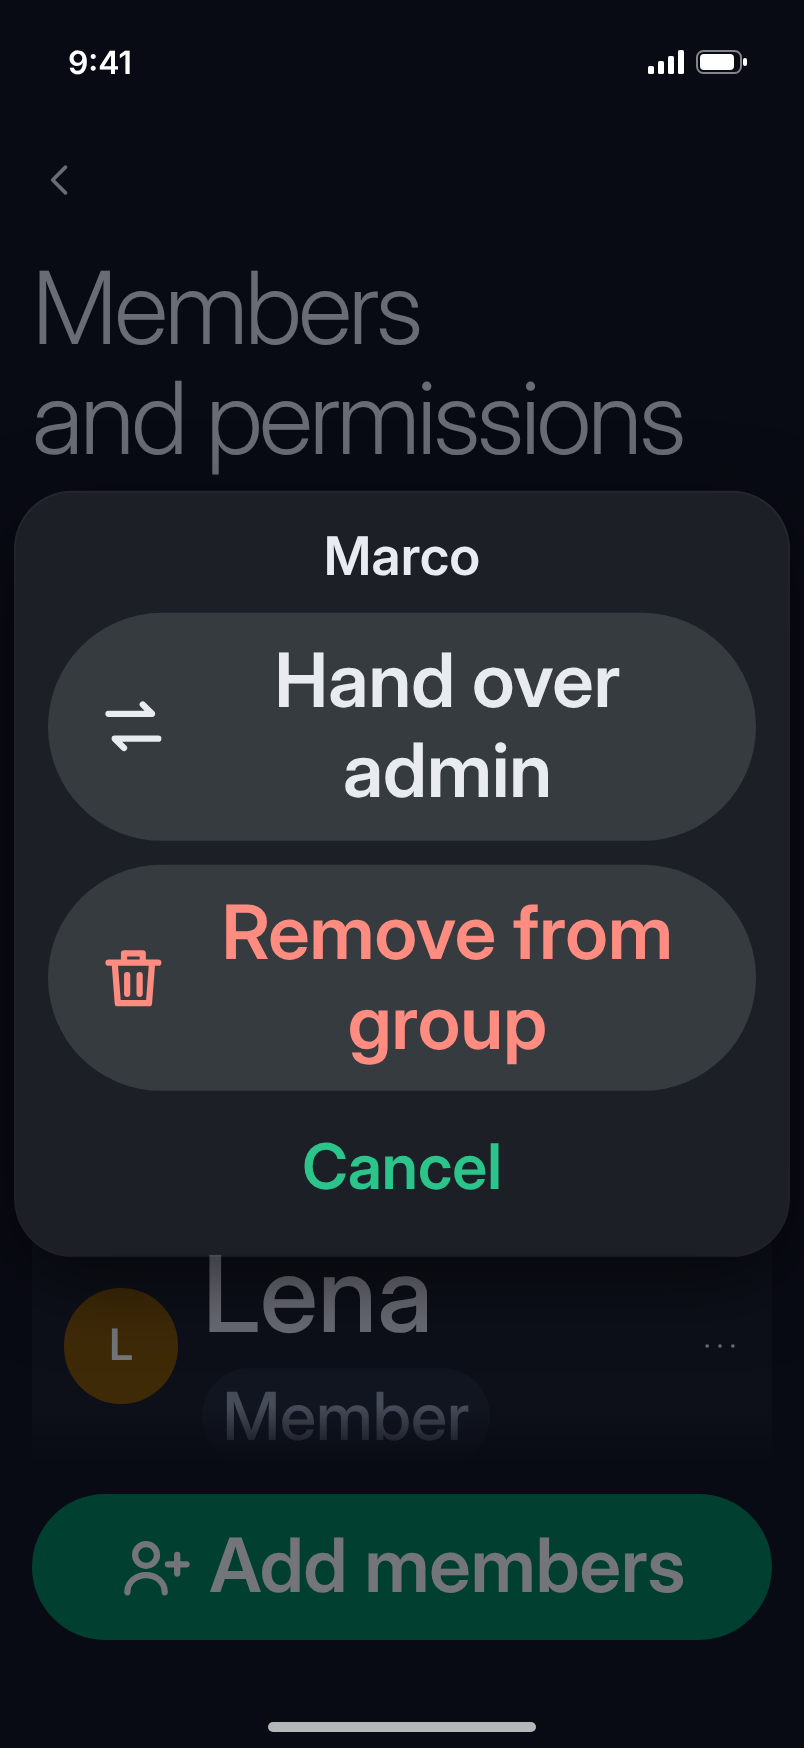 9:41
Members
and permissions
Marco
Hand over
admin
Remove from
group
Cancel
L
Lena
...
Member
Add members